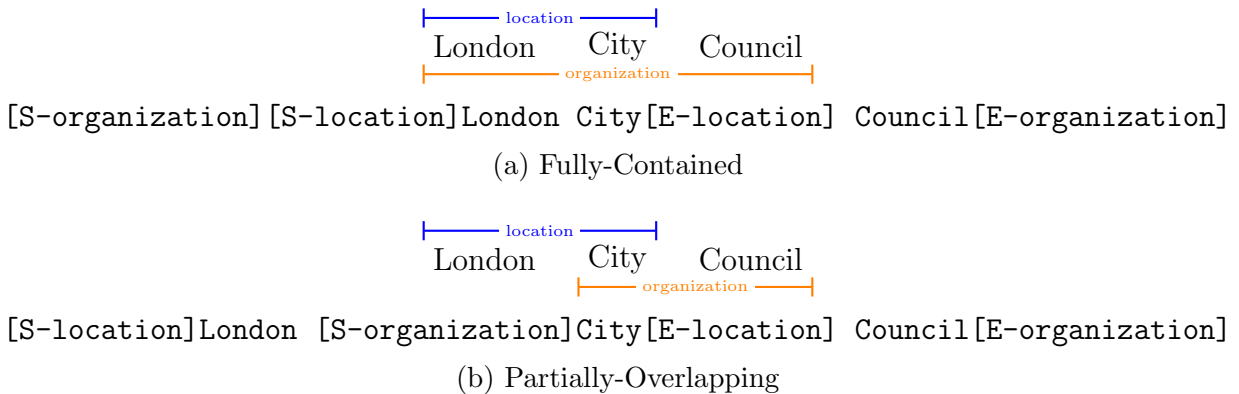 location
London City Council
organization
[S-organization][S-location]London City[E-location] Council[E-organization]
(a) Fully-Contained
location
London City Council
organization
[S-location]London [S-organization]City[E-location] Council[E-organization]
(b) Partially-Overlapping